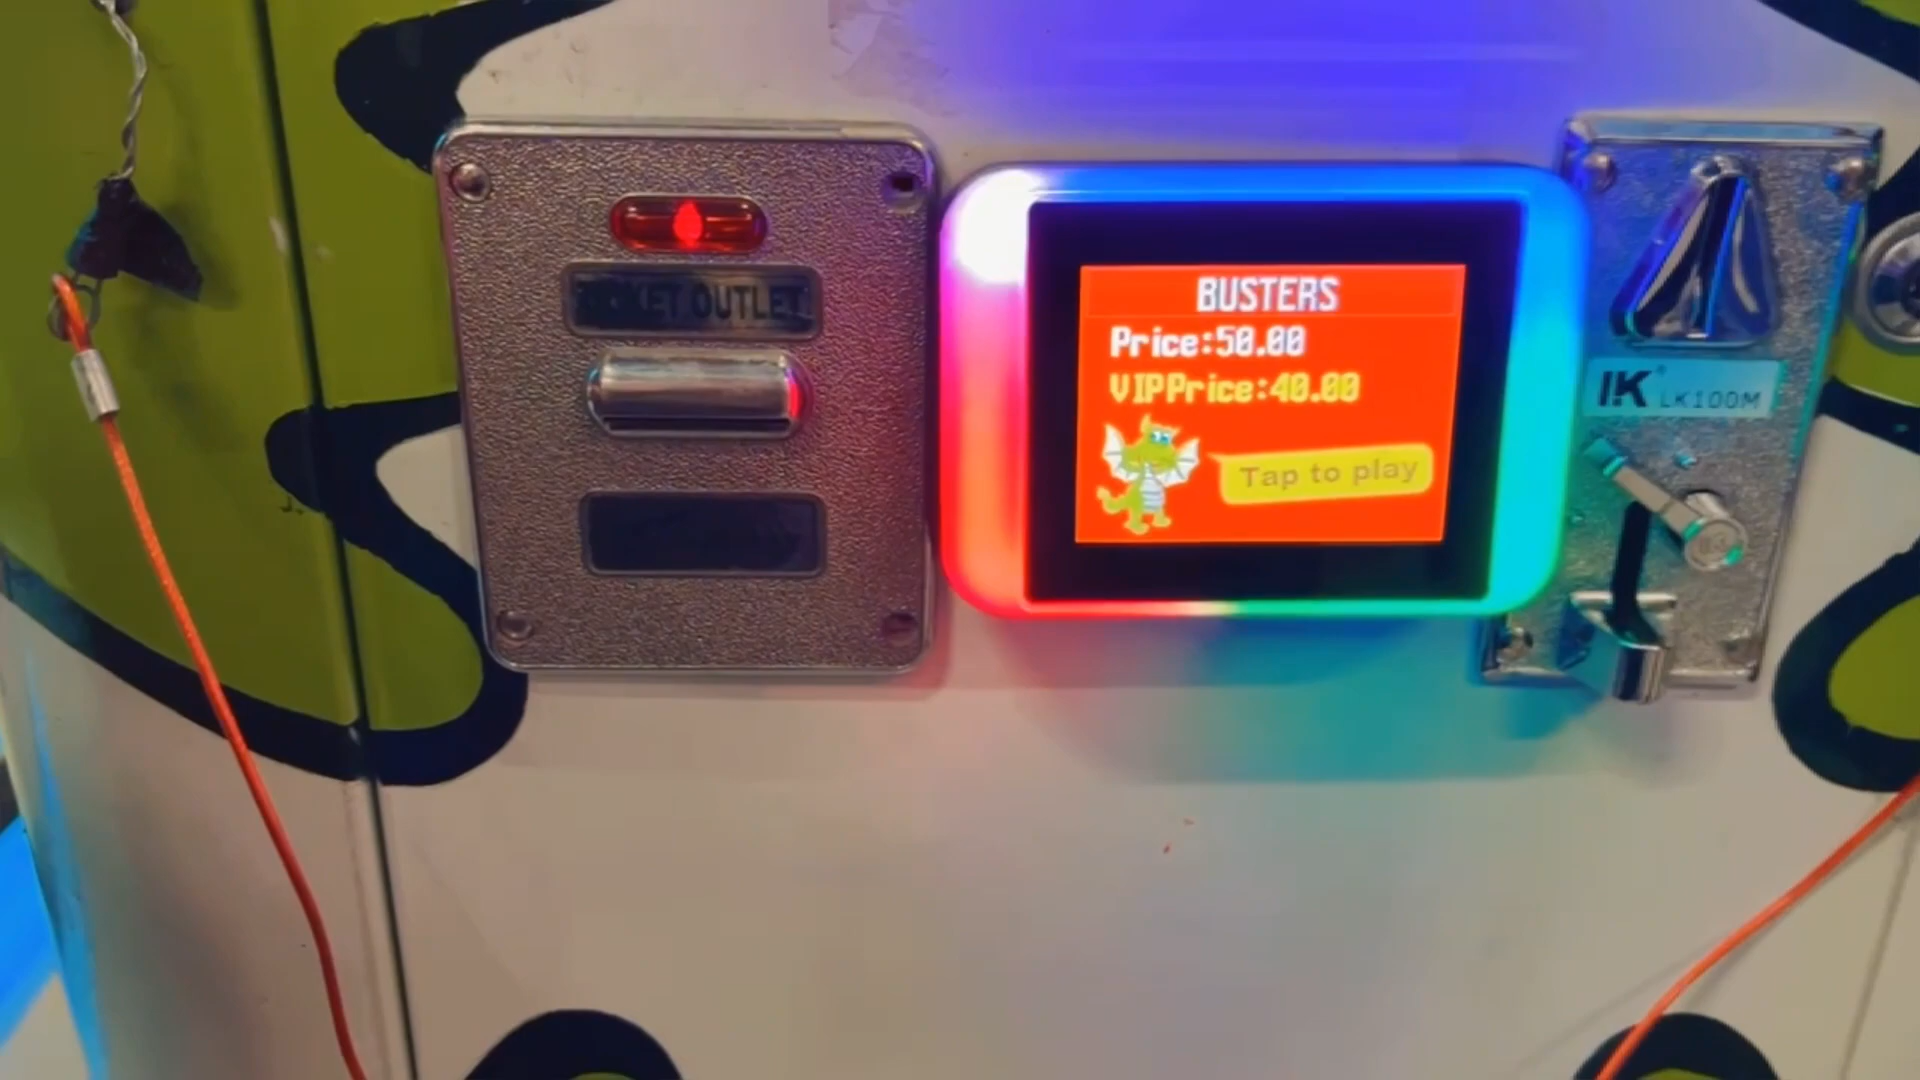 TICKET OUTLET
BUSTERS
Price:50.00
VIPPrice:40.00
Tap to play
LK
LK100M